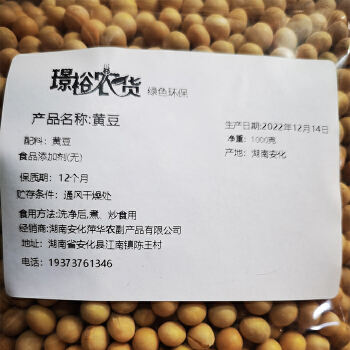 璟裕农货 绿色环保
产品名称:黄豆
生产日期:2022年12月14日
配料：黄豆
净重：1000克
食品添加剂(无)
产地：湖南安化
保质期：12个月
贮存条件：通风干燥处
食用方法:洗净后,煮、炒食用
经销商:湖南安化萍华农副产品有限公司
地址：湖南省安化县江南镇陈王村
电话：19373761346